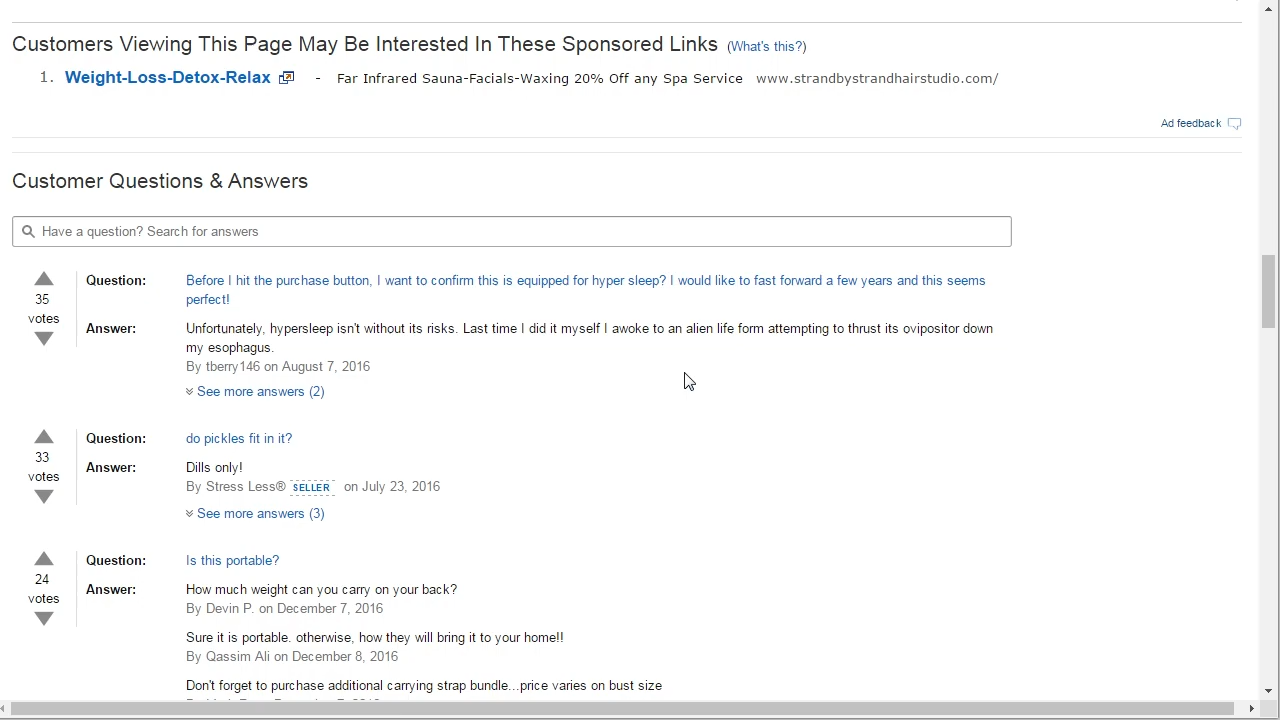 Customers Viewing This Page May Be Interested In These Sponsored Links (What's this?)
1. Weight-Loss-Detox-Relax - Far Infrared Sauna-Facials-Waxing 20% Off any Spa Service www.strandbystrandhairstudio.com/
Ad feedback
Customer Questions & Answers
Have a question? Search for answers
35
votes
Question: Before I hit the purchase button, I want to confirm this is equipped for hyper sleep? I would like to fast forward a few years and this seems
perfect!
Answer: Unfortunately, hypersleep isn't without its risks. Last time I did it myself I awoke to an alien life form attempting to thrust its ovipositor down
my esophagus.
By tberry146 on August 7, 2016
See more answers (2)
33
votes
Question: do pickles fit in it?
Answer: Dills only!
By Stress Less® SELLER on July 23, 2016
See more answers (3)
24
votes
Question: Is this portable?
Answer: How much weight can you carry on your back?
By Devin P. on December 7, 2016
Sure it is portable. otherwise, how they will bring it to your home!!
By Qassim Ali on December 8, 2016
Don't forget to purchase additional carrying strap bundle...price varies on bust size